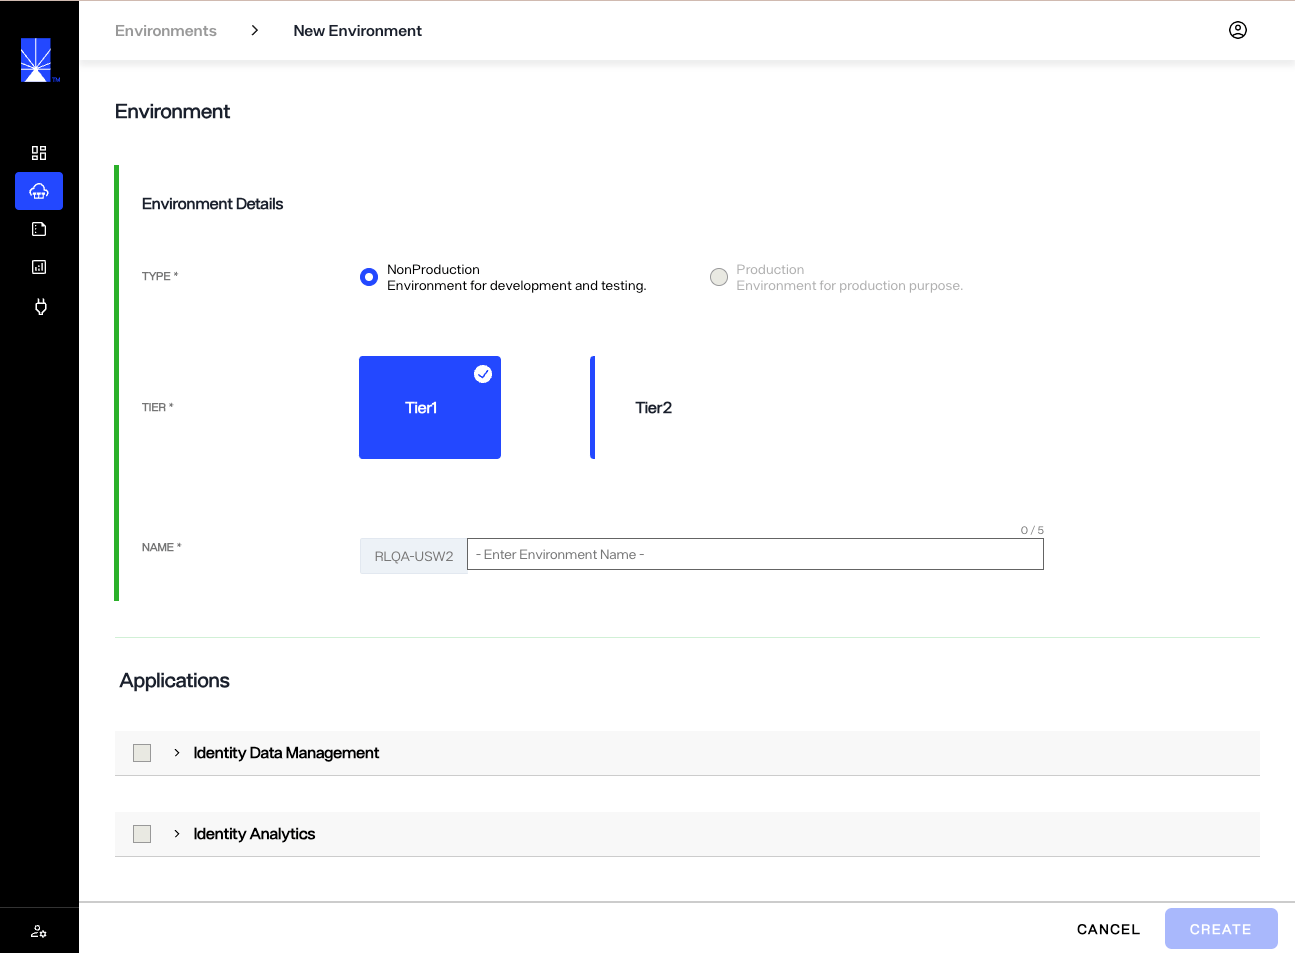 Environments > New Environment
TM
Environment
Environment Details
TYPE *
NonProduction
Environment for development and testing.
Production
Environment for production purpose.
TIER *
Tier1
Tier2
0 / 5
NAME *
RLQA-USW2
- Enter Environment Name -
Applications
Identity Data Management
Identity Analytics
CANCEL
CREATE